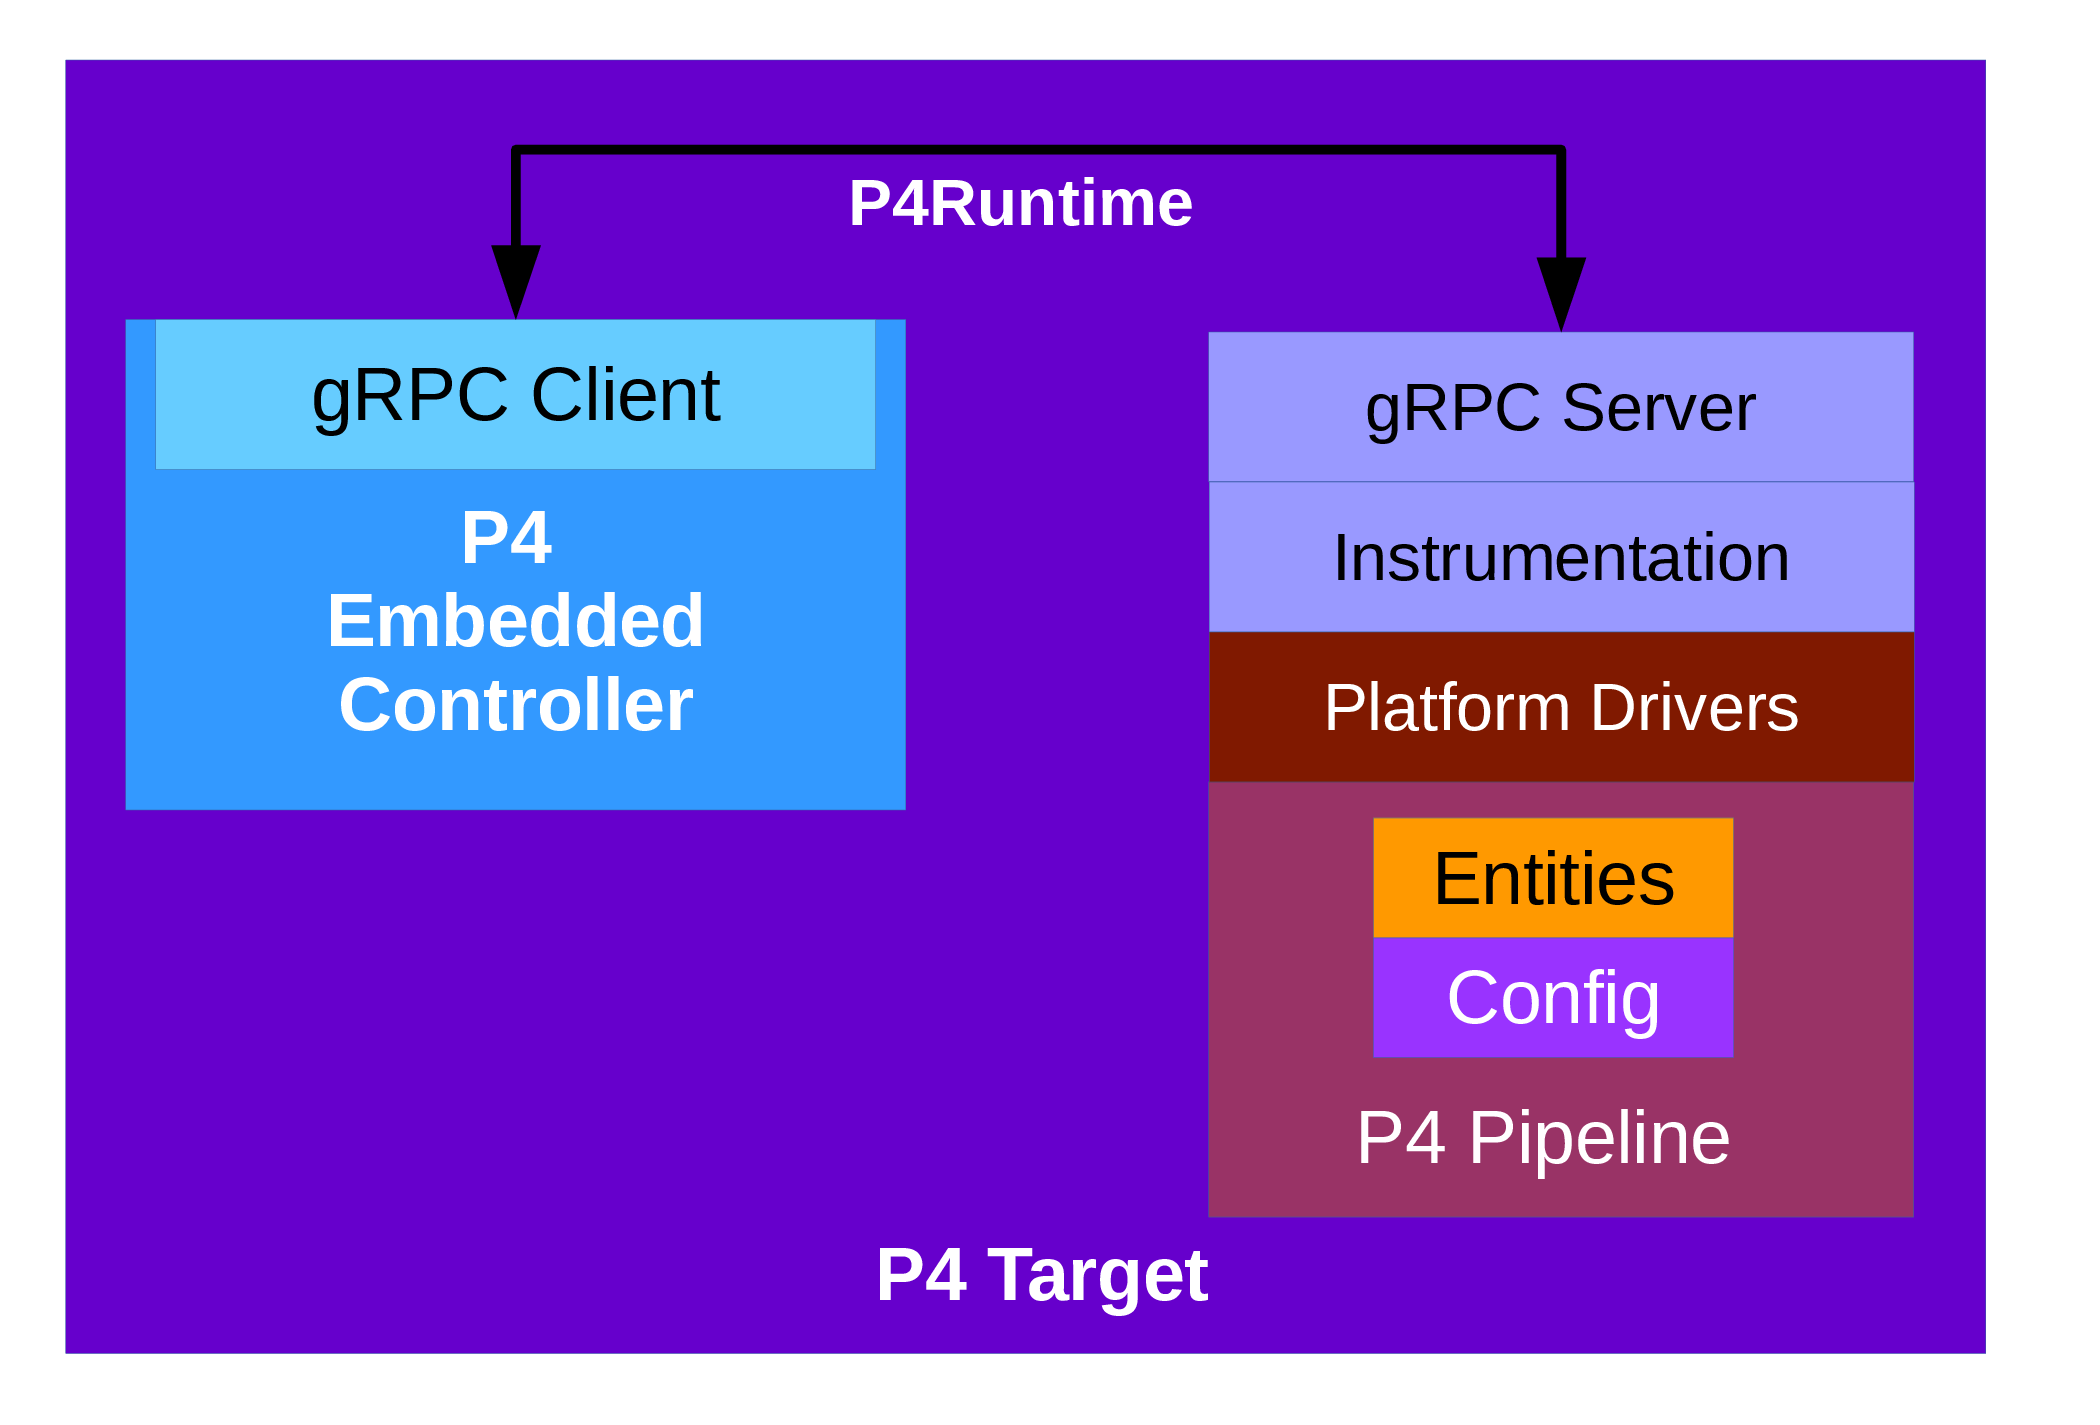 P4Runtime
gRPC Client
P4
Embedded
Controller
gRPC Server
Instrumentation
Platform Drivers
Entities
Config
P4 Pipeline
P4 Target